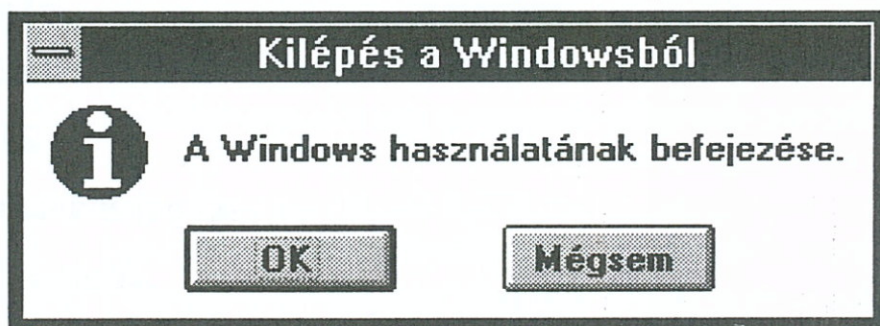 Kilépés a Windowsból
A Windows használatának befejezése.
OK
Mégsem